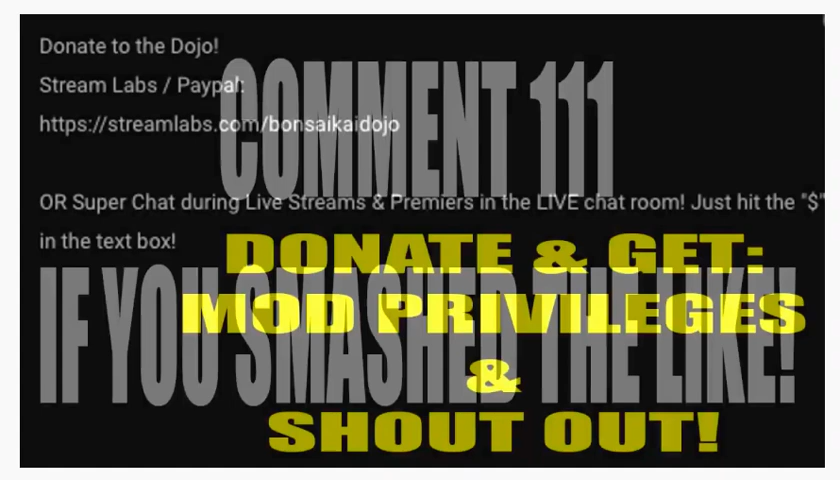 Donate to the Dojo!
Stream Labs / Paypal:
https://streamlabs.com/bonsaikaidojo
COMMENT 111
OR Super Chat during Live Streams & Premiers in the LIVE chat room! Just hit the "$"
in the text box!
DONATE & GET:
IF YOU SMASHED THE LIKE!
MOD PRIVILEGES
&
SHOUT OUT!